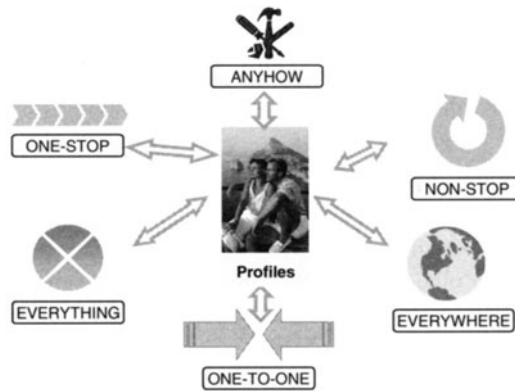 ANYHOW
ONE-STOP
NON-STOP
Profiles
EVERYTHING
EVERYWHERE
ONE-TO-ONE